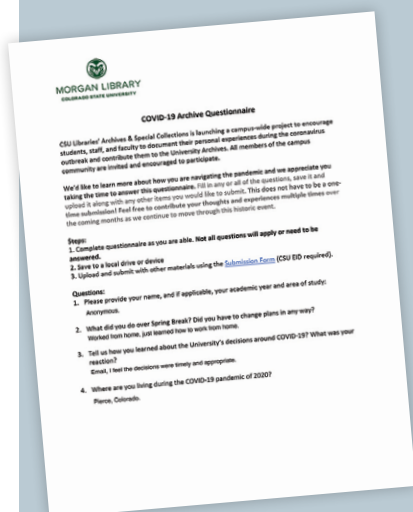 MORGAN LIBRARY
COLORADO STATE UNIVERSITY
COVID-19 Archive Questionnaire
CSU Libraries' Archives & Special Collections is launching a campus-wide project to encourage
students, staff, and faculty to document their personal experiences during the coronavirus
outbreak and contribute them to the University Archives. All members of the campus
community are invited and encouraged to participate.
We'd like to learn more about how you are navigating the pandemic and we appreciate you
taking the time to answer this questionnaire. Fill in any or all of the questions, save it and
upload it along with any other items you would like to submit. This does not have to be a one-
time submission! Feel free to contribute your thoughts and experiences multiple times over
the coming months as we continue to move through this historic event.
Steps:
1. Complete questionnaire as you are able. Not all questions will apply or need to be
answered.
2. Save to a local drive or device
3. Upload and submit with other materials using the Submission Form (CSU EID required).
Questions:
1. Please provide your name, and if applicable, your academic year and area of study:
Anonymous.
2. What did you do over Spring Break? Did you have to change plans in any way?
Worked from home, just learned how to work from home.
3. Tell us how you learned about the University's decisions around COVID-19? What was your
reaction?
Email, I feel the decisions were timely and appropriate.
4. Where are you living during the COVID-19 pandemic of 2020?
Pierce, Colorado.